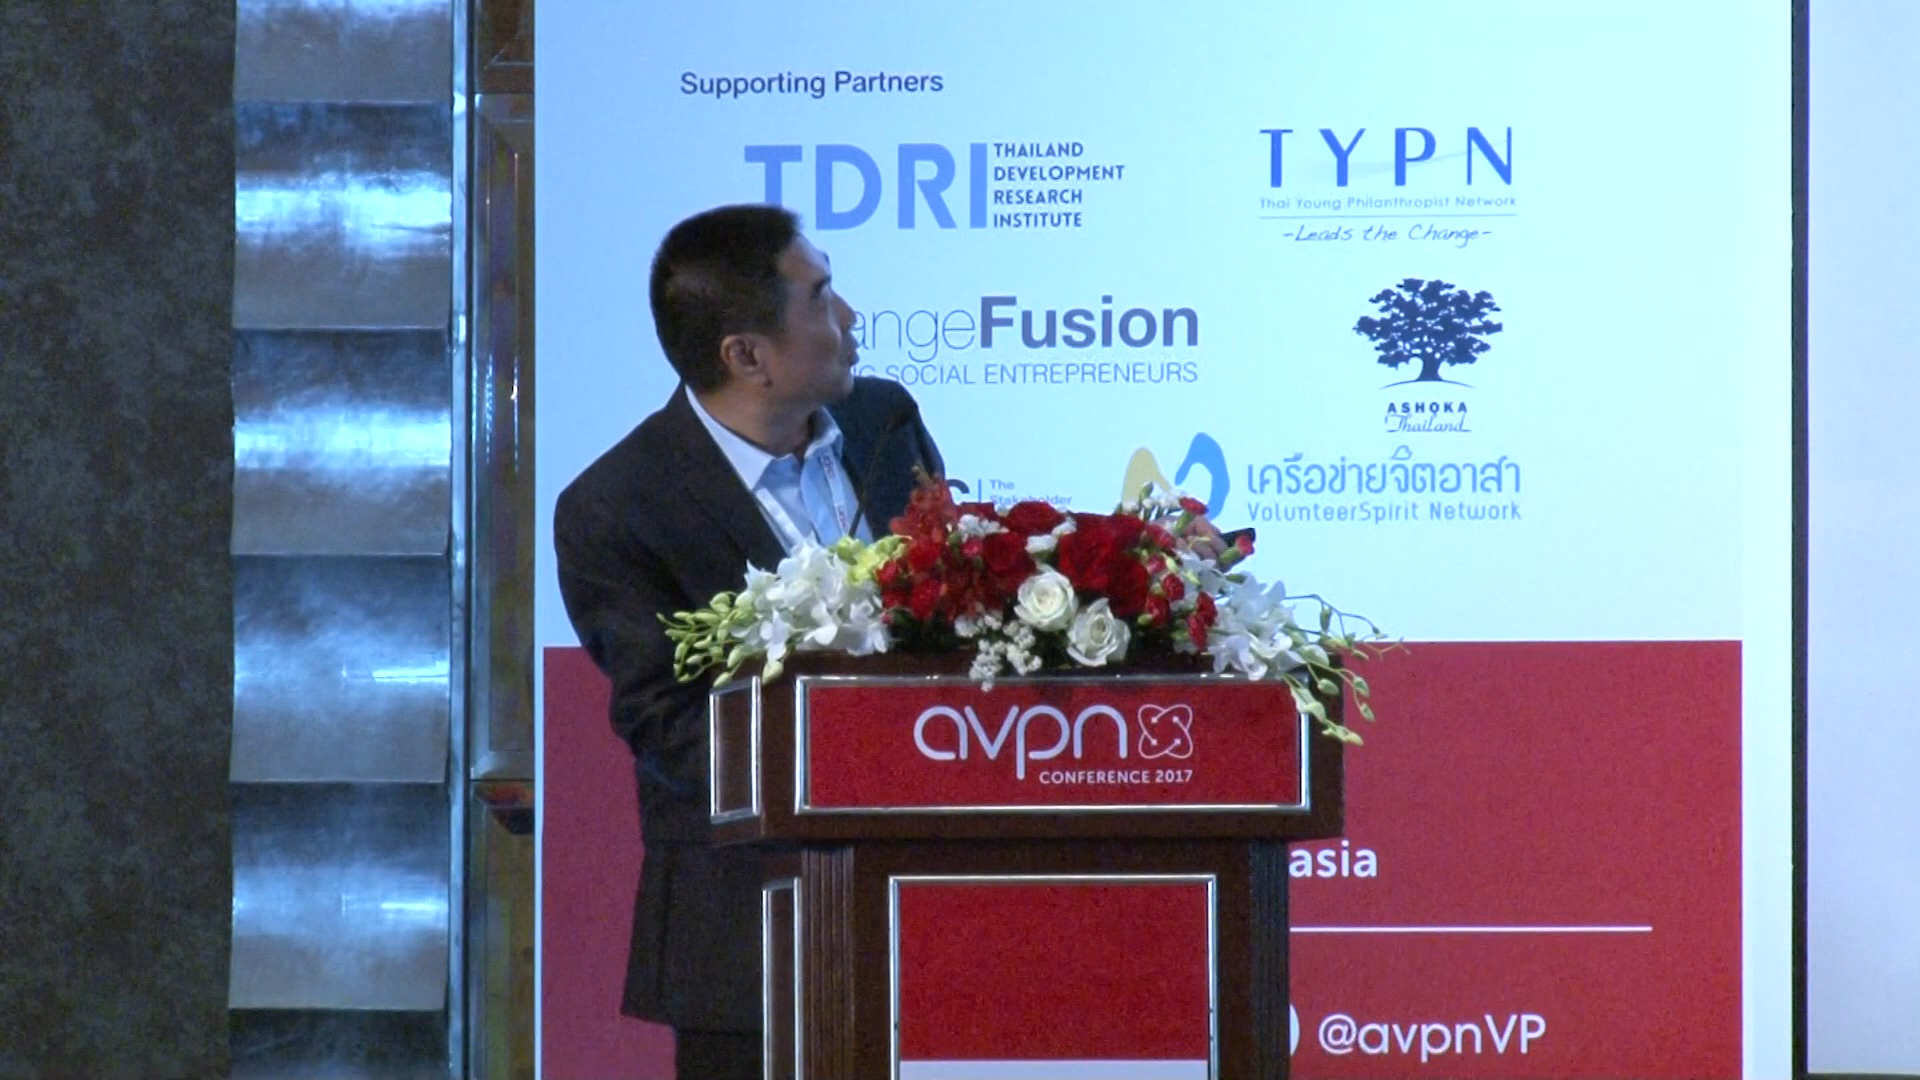 Supporting Partners
TDRI
THAILAND
DEVELOPMENT
RESEARCH
INSTITUTE
TYPN
Thai Young Philanthropist Network
-Leads the Change-
angeFusion
SOCIAL ENTREPRENEURS
ASHOKA
Thailand
The
Stakeholder
เครือข่ายจิตอาสา
VolunteerSpirit Network
avpn
CONFERENCE 2017
asia
@avpnVP